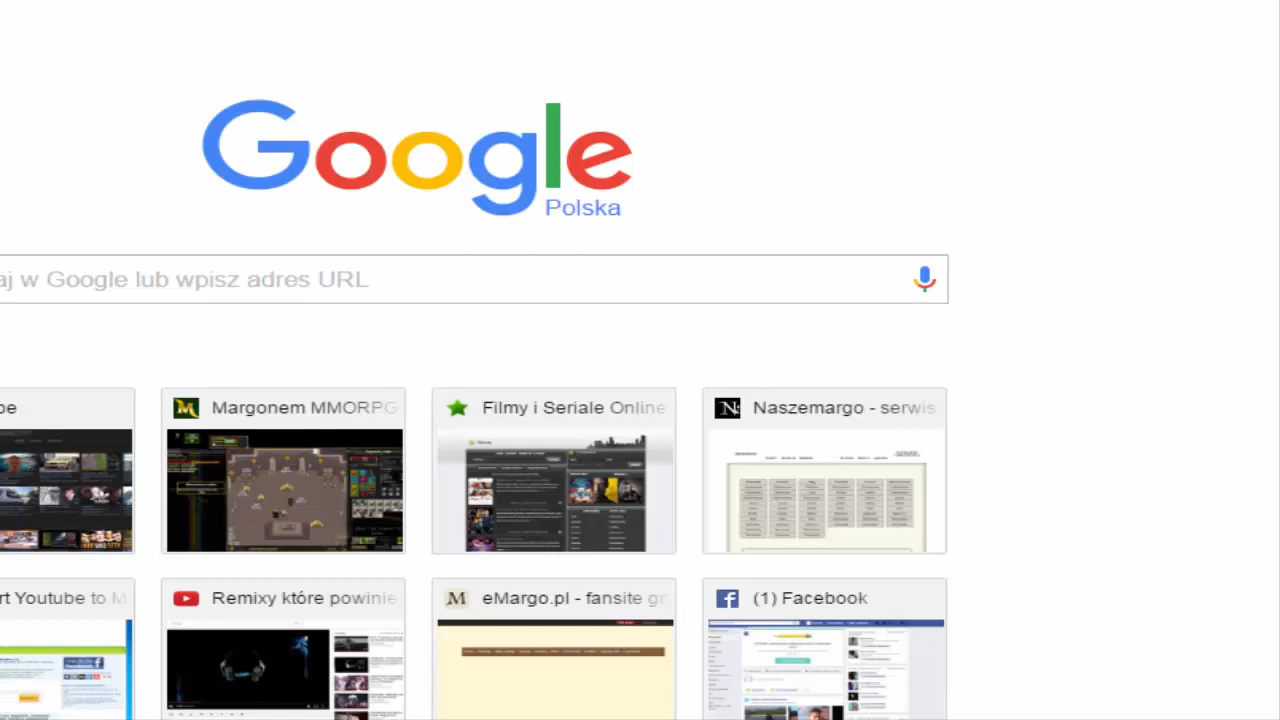 Google
Polska
aj w Google lub wpisz adres URL
be
Margonem MMORPG
Filmy i Seriale Online
Naszemargo - serwis
rt Youtube to M
Remixy które powinie
eMargo.pl - fansite gr
(1) Facebook